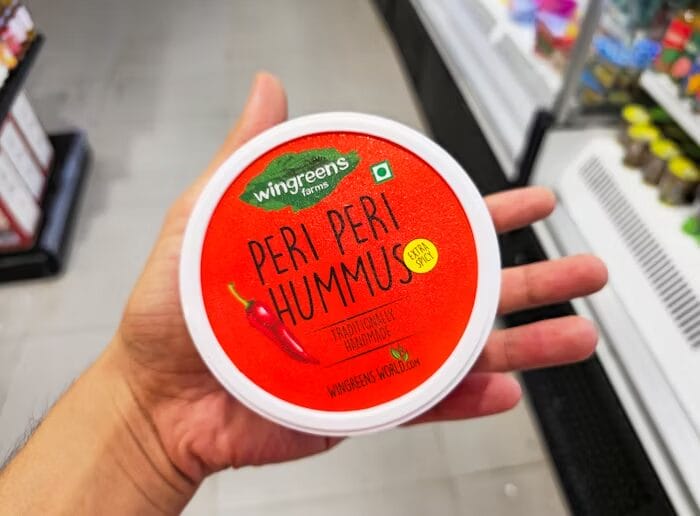 wingreens
farms
PERI PERI
HUMMUS
EXTRA
SPICY
TRADITIONALLY
HANDMADE
WINGREENS-WORLD.com